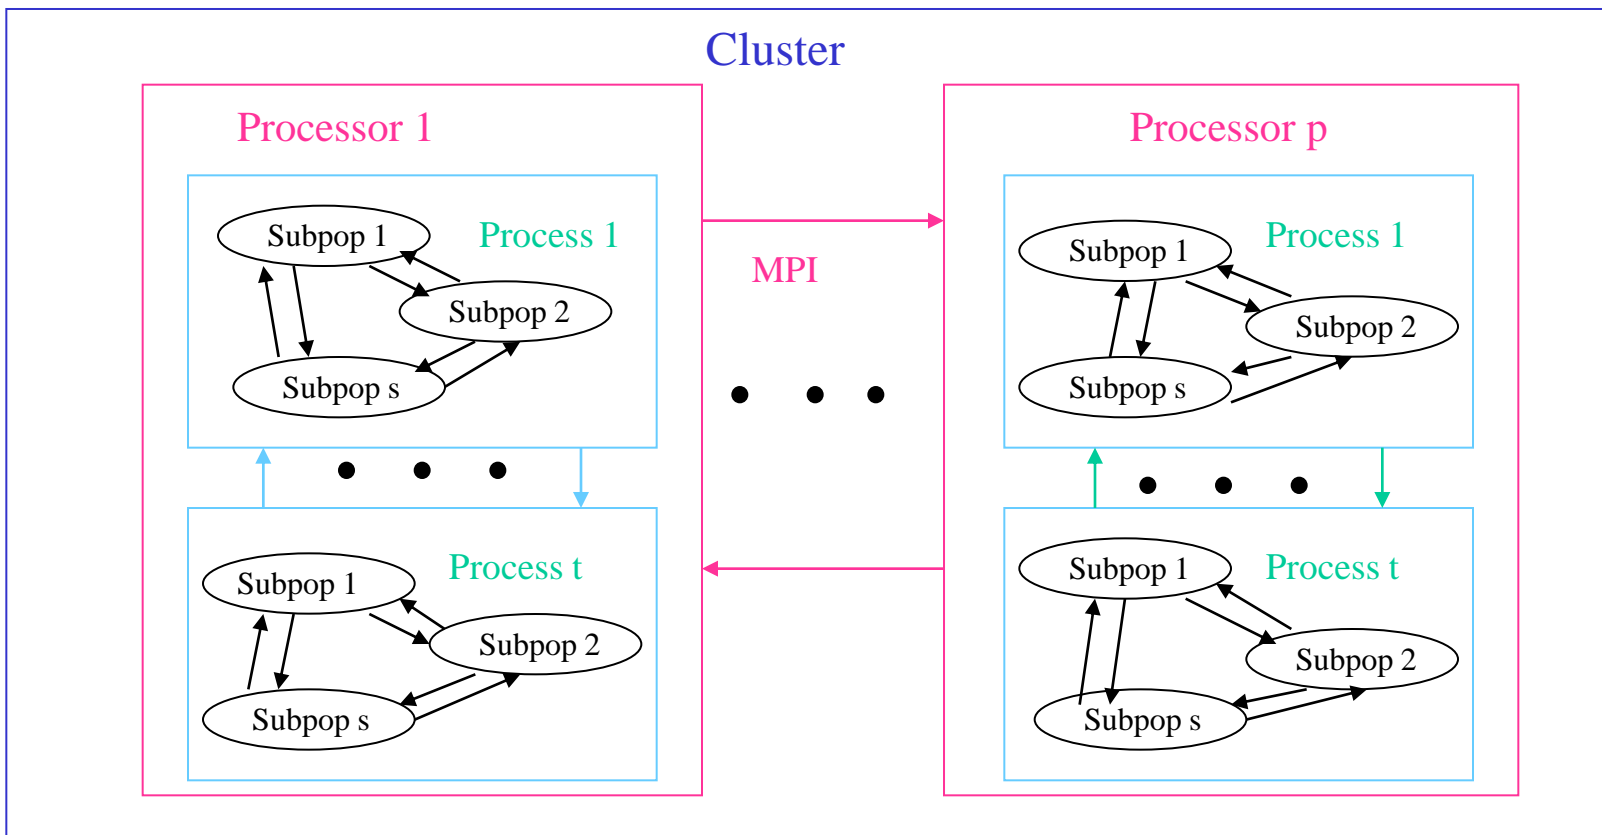 Cluster
Processor 1
Subpop 1
Process 1
Subpop 2
Subpop s
Subpop 1
Process t
Subpop 2
Subpop s
MPI
Processor p
Subpop 1
Process 1
Subpop 2
Subpop s
Subpop 1
Process t
Subpop 2
Subpop s